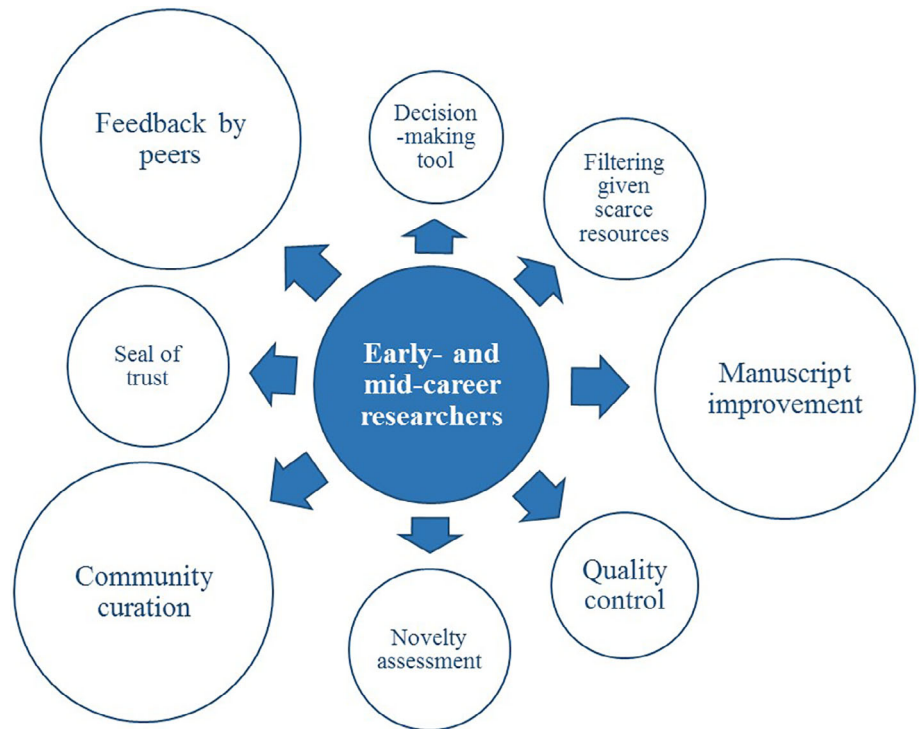 Feedback by
peers
Decision
-making
tool
Filtering
given
scarce
resources
Seal of
trust
Early- and
mid-career
researchers
Manuscript
improvement
Community
curation
Novelty
assessment
Quality
control